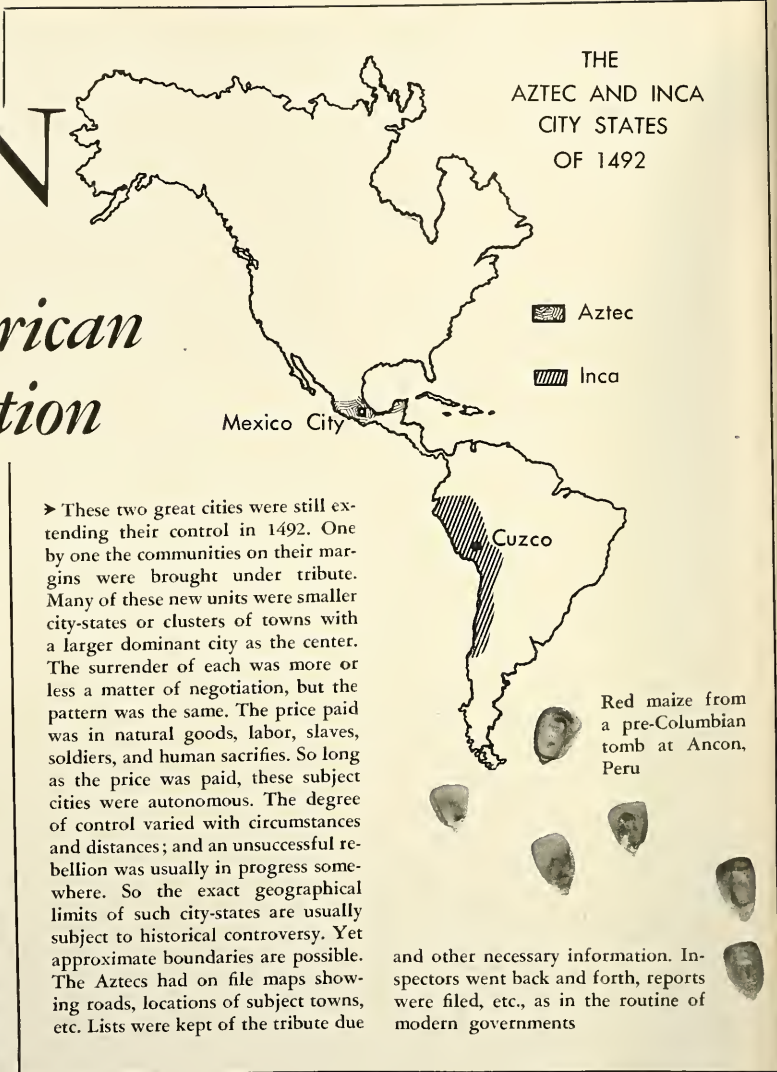 N
rican
tion
THE
AZTEC AND INCA
CITY STATES
OF 1492
Aztec
Inca
Mexico City
Cuzco
➤ These two great cities were still ex-
tending their control in 1492. One
by one the communities on their mar-
gins were brought under tribute.
Many of these new units were smaller
city-states or clusters of towns with
a larger dominant city as the center.
The surrender of each was more or
less a matter of negotiation, but the
pattern was the same. The price paid
was in natural goods, labor, slaves,
soldiers, and human sacrifies. So long
as the price was paid, these subject
cities were autonomous. The degree
of control varied with circumstances
and distances; and an unsuccessful re-
bellion was usually in progress some-
where. So the exact geographical
limits of such city-states are usually
subject to historical controversy. Yet
approximate boundaries are possible.
The Aztecs had on file maps show-
ing roads, locations of subject towns,
etc. Lists were kept of the tribute due
Red maize from
a pre-Columbian
tomb at Ancon,
Peru
and other necessary information. In-
spectors went back and forth, reports
were filed, etc., as in the routine of
modern governments